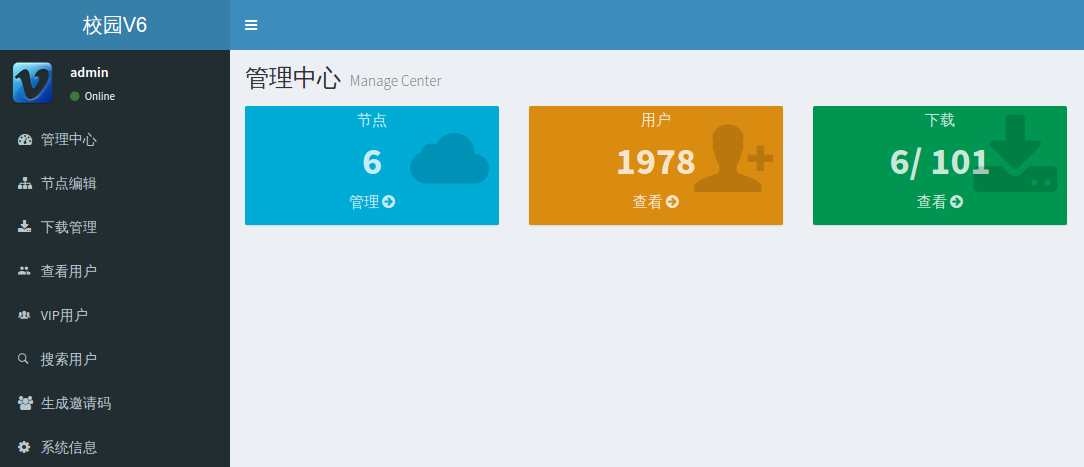 校园V6
admin
Online
管理中心
节点编辑
下载管理
查看用户
VIP用户
搜索用户
生成邀请码
系统信息
管理中心 Manage Center
节点
6
管理
用户
1978
查看
下载
6/ 101
查看